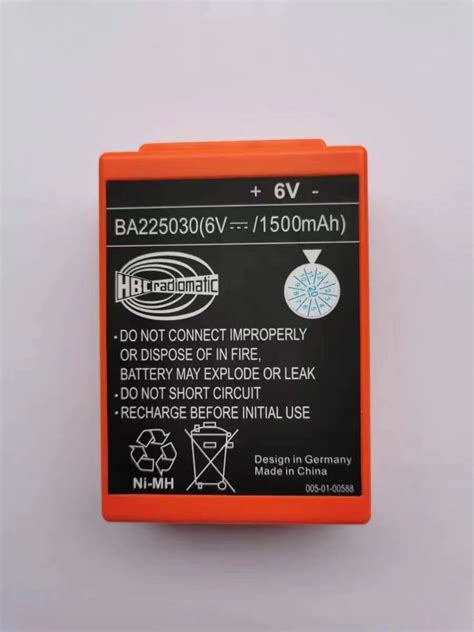 + 6V -
BA225030(6V⎓/1500mAh)
HBC radiomatic
• DO NOT CONNECT IMPROPERLY
OR DISPOSE OF IN FIRE,
BATTERY MAY EXPLODE OR LEAK
• DO NOT SHORT CIRCUIT
• RECHARGE BEFORE INITIAL USE
Ni-MH
Design in Germany
Made in China
005-01-00588